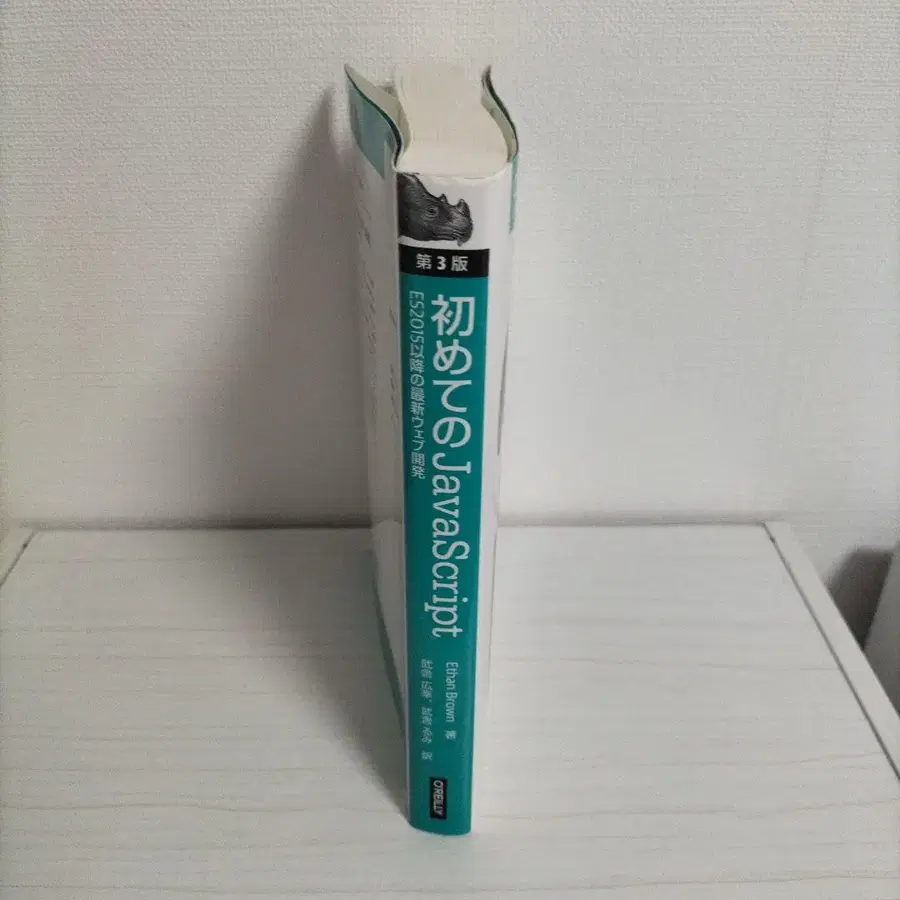 第3版
初めてのJavaScript
ES2015以降の最新ウェブ開発
Ethan Brown 著
武舎 広幸、武舎 るみ 訳
O'REILLY